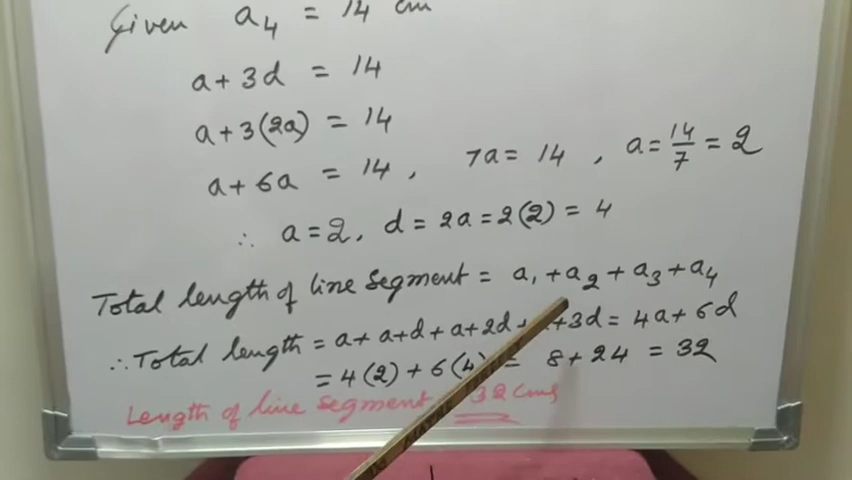 Given a₄ = 14 cm
a + 3d = 14
a + 3(2a) = 14
a + 6a = 14 , 7a = 14 , a = 14/7 = 2
∴ a = 2, d = 2a = 2(2) = 4
Total length of line segment = a₁ + a₂ + a₃ + a₄
∴ Total length = a + a+d + a+2d + +3d = 4a + 6d
= 4(2) + 6(4) = 8 + 24 = 32
Length of line segment 32 cms